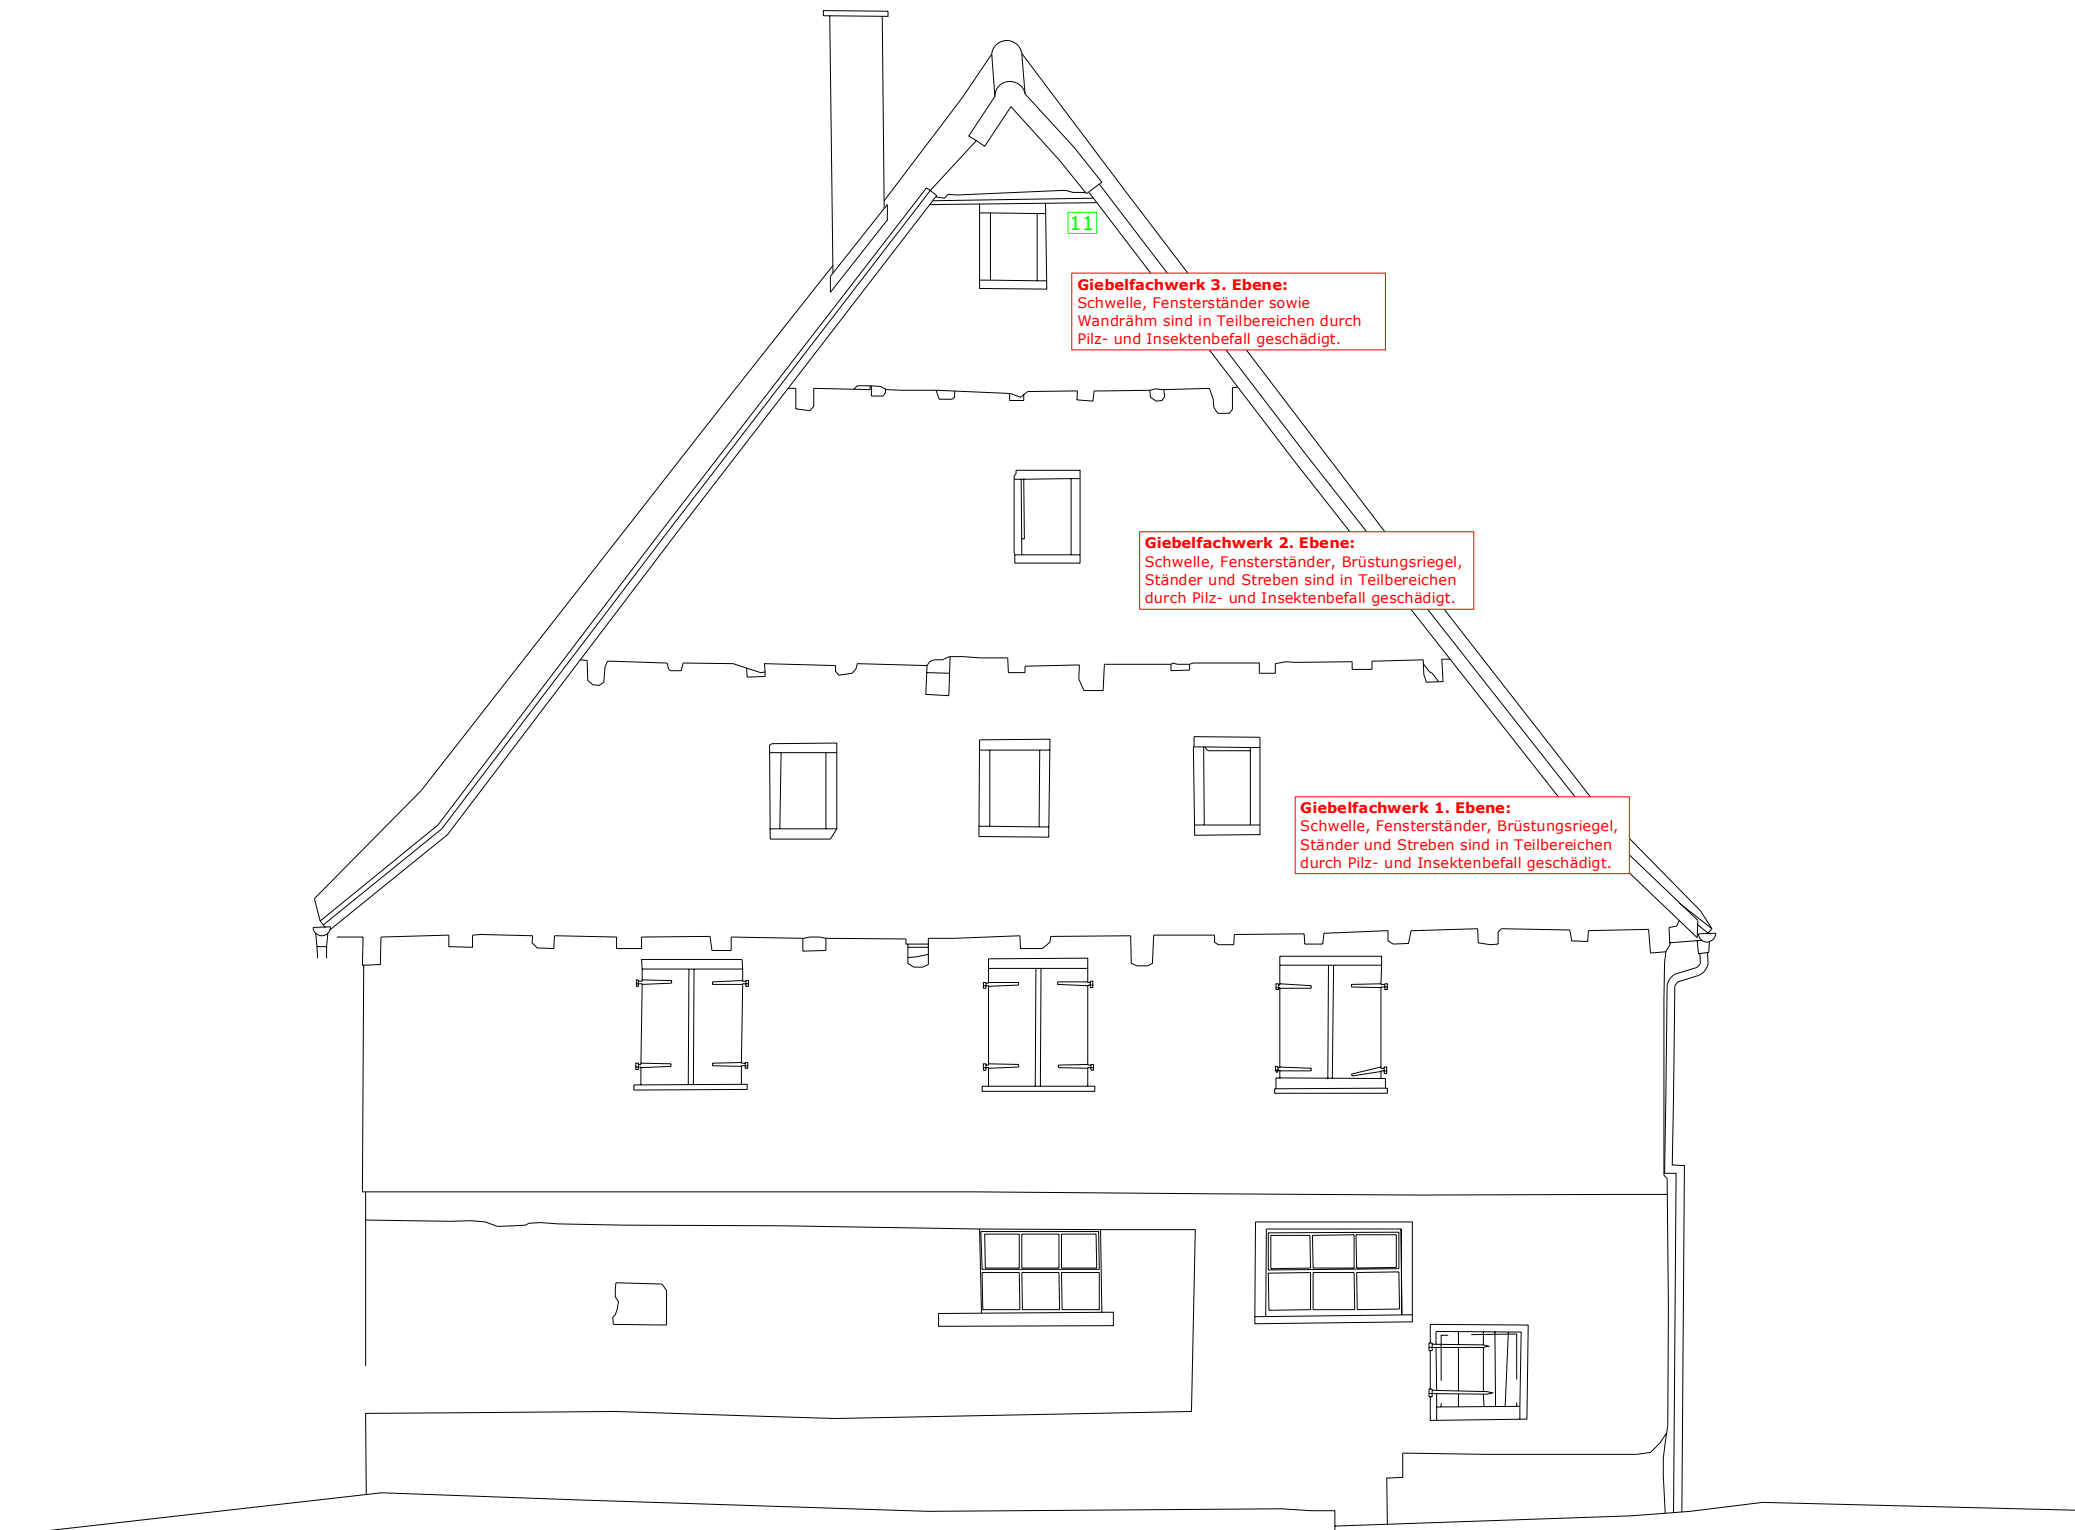 11
Giebelfachwerk 3. Ebene:
Schwelle, Fensterständer sowie
Wandrähm sind in Teilbereichen durch
Pilz- und Insektenbefall geschädigt.
Giebelfachwerk 2. Ebene:
Schwelle, Fensterständer, Brüstungsriegel,
Ständer und Streben sind in Teilbereichen
durch Pilz- und Insektenbefall geschädigt.
Giebelfachwerk 1. Ebene:
Schwelle, Fensterständer, Brüstungsriegel,
Ständer und Streben sind in Teilbereichen
durch Pilz- und Insektenbefall geschädigt.